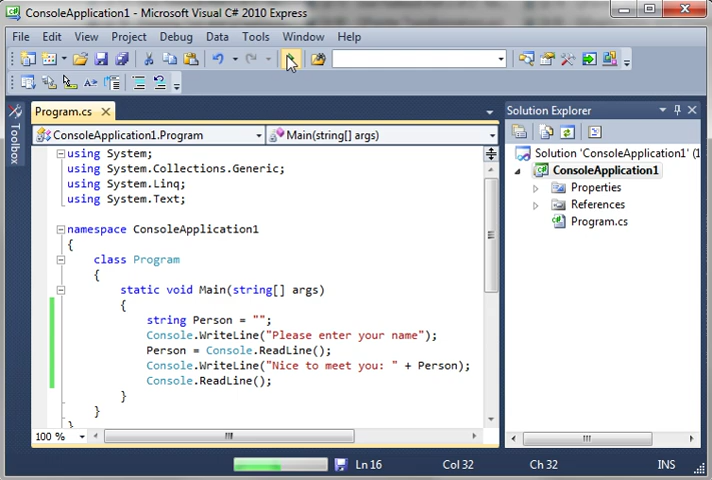 ConsoleApplication1 - Microsoft Visual C# 2010 Express
File Edit View Project Debug Data Tools Window Help
Toolbox
Program.cs
ConsoleApplication1.Program
Main(string[] args)
using System;
using System.Collections.Generic;
using System.Linq;
using System.Text;
namespace ConsoleApplication1
{
class Program
{
static void Main(string[] args)
{
string Person = "";
Console.WriteLine("Please enter your name");
Person = Console.ReadLine();
Console.WriteLine("Nice to meet you: " + Person);
Console.ReadLine();
}
}
100 %
Solution Explorer
Solution 'ConsoleApplication1' (1
ConsoleApplication1
Properties
References
Program.cs
Ln 16 Col 32 Ch 32 INS